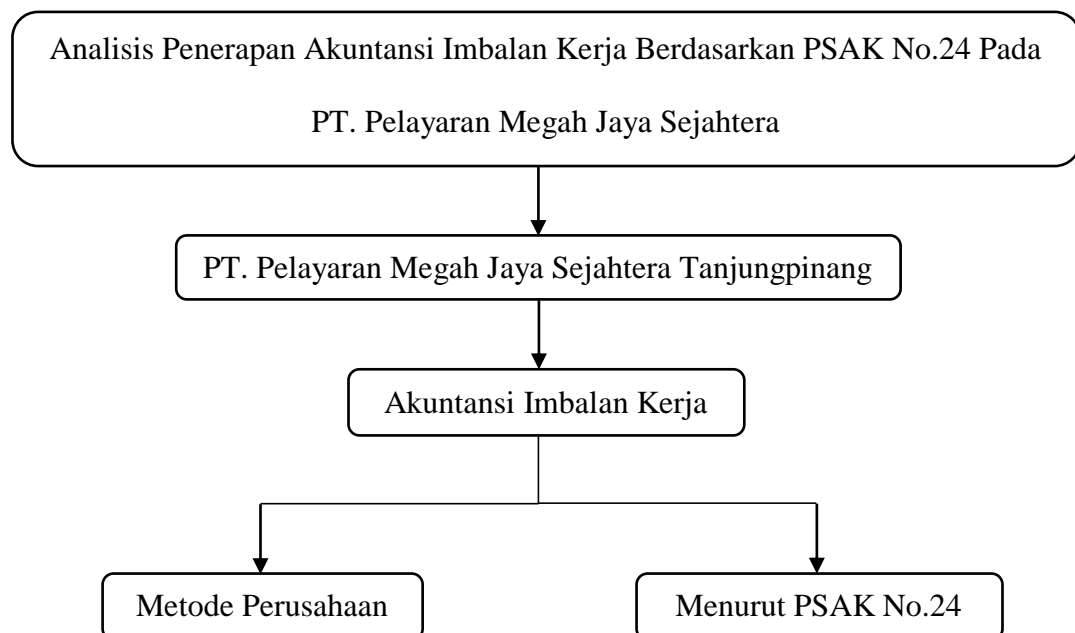 Analisis Penerapan Akuntansi Imbalan Kerja Berdasarkan PSAK No.24 Pada
PT. Pelayaran Megah Jaya Sejahtera
PT. Pelayaran Megah Jaya Sejahtera Tanjungpinang
Akuntansi Imbalan Kerja
Metode Perusahaan
Menurut PSAK No.24